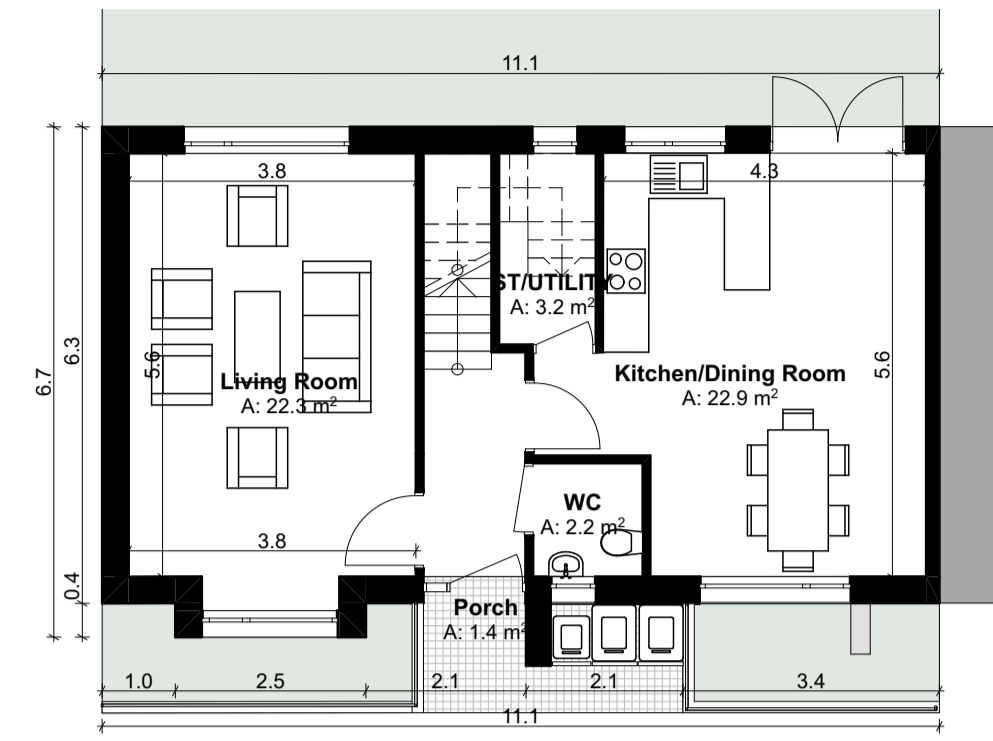 11.1
3.8
4.3
ST/UTILITY
A: 3.2 m²
6.7
6.3
5.6
Living Room
A: 22.3 m²
Kitchen/Dining Room
A: 22.9 m²
5.6
WC
A: 2.2 m²
3.8
0.4
Porch
A: 1.4 m²
1.0
2.5
2.1
2.1
3.4
11.1